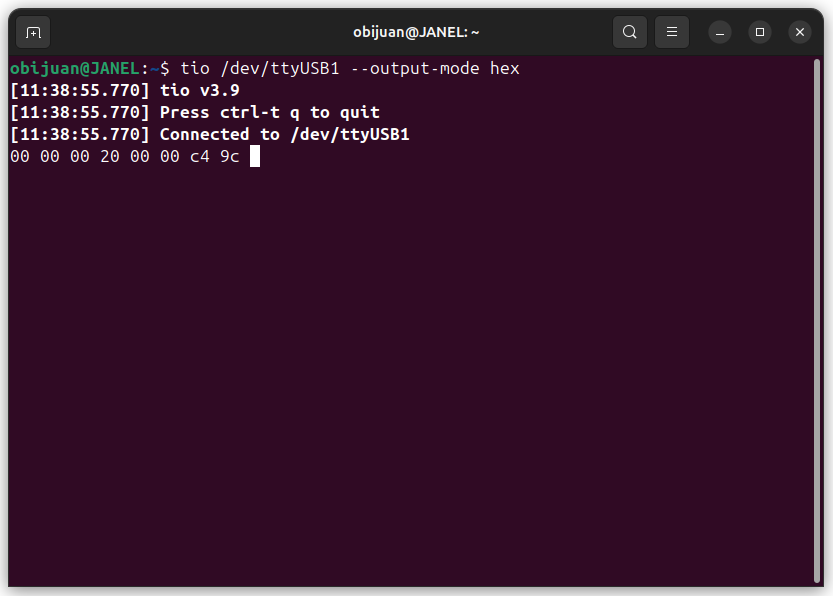 obijuan@JANEL: ~
obijuan@JANEL:~$ tio /dev/ttyUSB1 --output-mode hex
[11:38:55.770] tio v3.9
[11:38:55.770] Press ctrl-t q to quit
[11:38:55.770] Connected to /dev/ttyUSB1
00 00 00 20 00 00 c4 9c